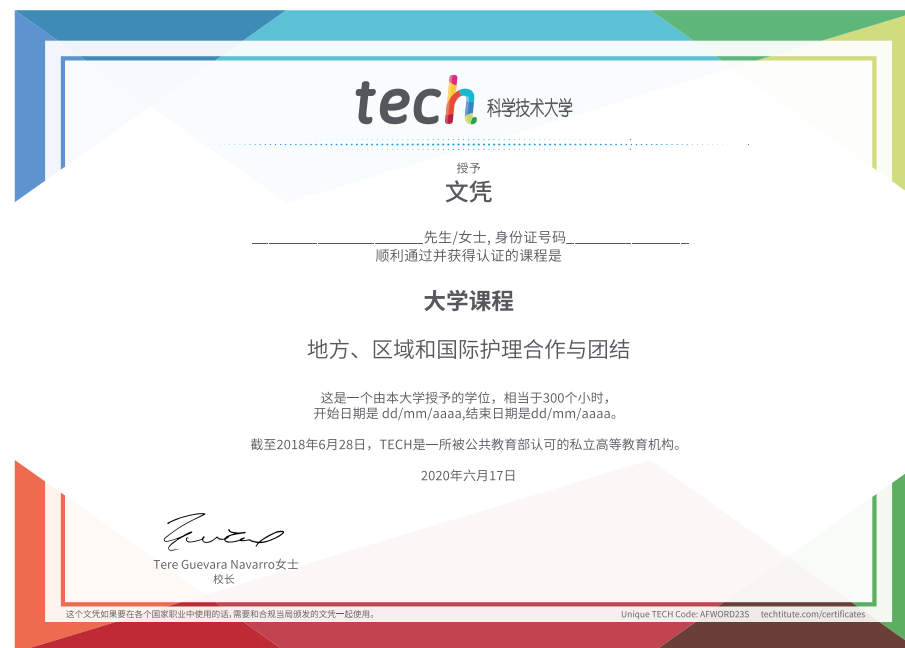 tech 科学技术大学
授予
文凭
______________________先生/女士, 身份证号码________________
顺利通过并获得认证的课程是
大学课程
地方、区域和国际护理合作与团结
这是一个由本大学授予的学位，相当于300个小时，
开始日期是 dd/mm/aaaa,结束日期是dd/mm/aaaa。
截至2018年6月28日，TECH是一所被公共教育部认可的私立高等教育机构。
2020年六月17日
Tere Guevara Navarro女士
校长
这个文凭如果要在各个国家职业中使用的话,需要和合规当局颁发的文凭一起使用。
Unique TECH Code: AFWORD23S techtitute.com/certificates